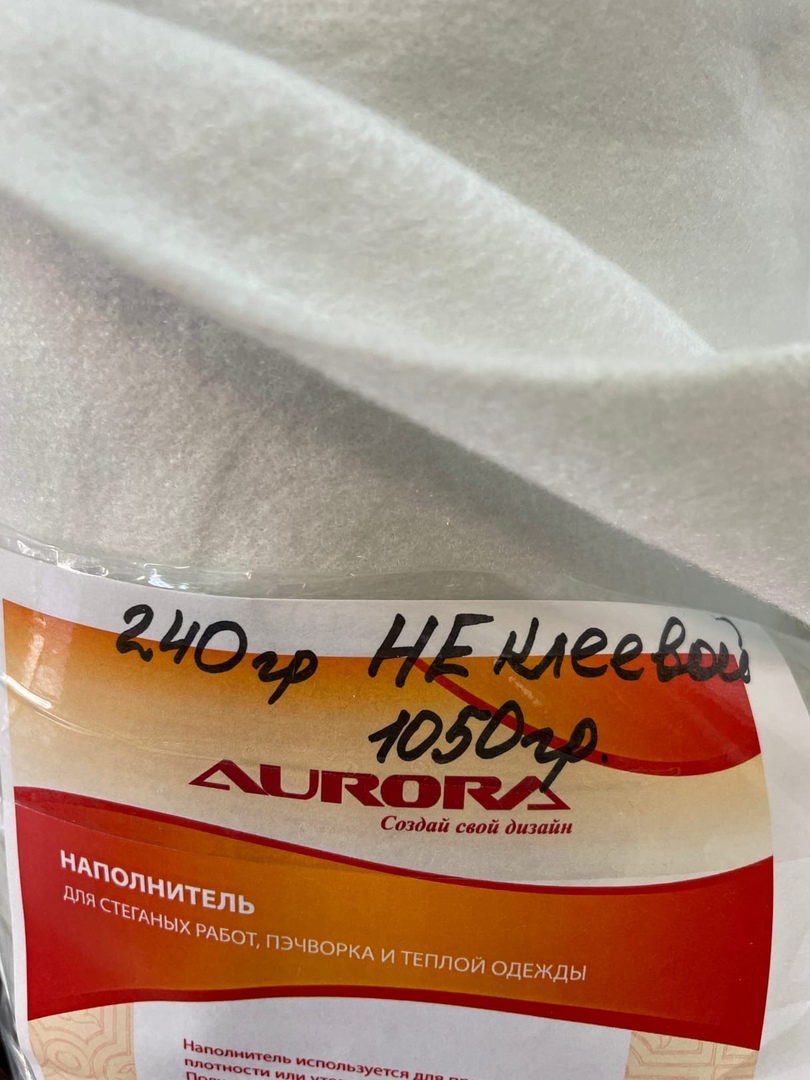 240гр НЕ клеевой
1050гр.
AURORA
Создай свой дизайн
НАПОЛНИТЕЛЬ
ДЛЯ СТЕГАНЫХ РАБОТ, ПЭЧВОРКА И ТЕПЛОЙ ОДЕЖДЫ
Наполнитель используется для
плотности или